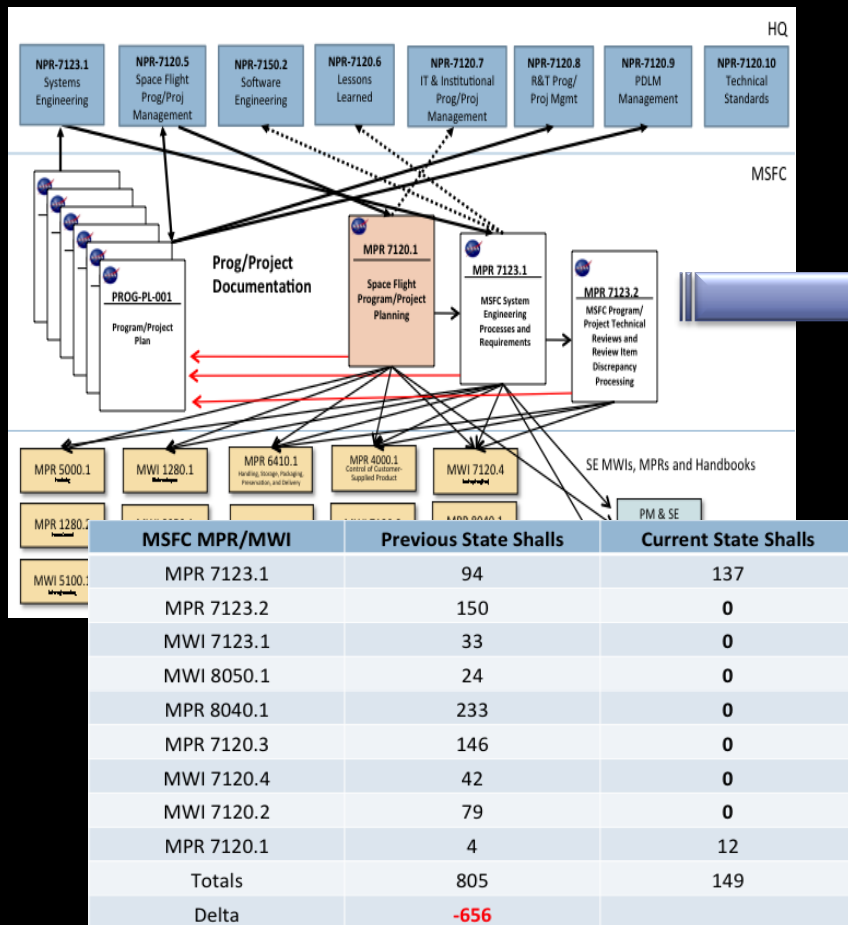 HQ
NPR-7123.1
Systems
Engineering
NPR-7120.5
Space Flight
Prog/Proj
Management
NPR-7150.2
Software
Engineering
NPR-7120.6
Lessons
Learned
NPR-7120.7
IT & Institutional
Prog/Proj
Management
NPR-7120.8
R&T Prog/
Proj Mgmt
NPR-7120.9
PDLM
Management
NPR-7120.10
Technical
Standards
MSFC
PROG-PL-001
Program/Project
Plan
Prog/Project
Documentation
MPR 7120.1
Space Flight
Program/Project
Planning
MPR 7123.1
MSFC System
Engineering
Processes and
Requirements
MPR 7123.2
MSFC Program/
Project Technical
Reviews and
Review Item
Discrepancy
Processing
SE MWIs, MPRs and Handbooks
MPR 5000.1
MWI 1280.1
MPR 6410.1
Handling, Storage, Packaging,
Preservation, and Delivery
MPR 4000.1
Control of Customer-
Supplied Product
MWI 7120.4
PM & SE
MPR 1280.2
MWI 5100.1
MSFC MPR/MWI Previous State Shalls Current State Shalls
MPR 7123.1 94 137
MPR 7123.2 150 0
MWI 7123.1 33 0
MWI 8050.1 24 0
MPR 8040.1 233 0
MPR 7120.3 146 0
MWI 7120.4 42 0
MWI 7120.2 79 0
MPR 7120.1 4 12
Totals 805 149
Delta -656